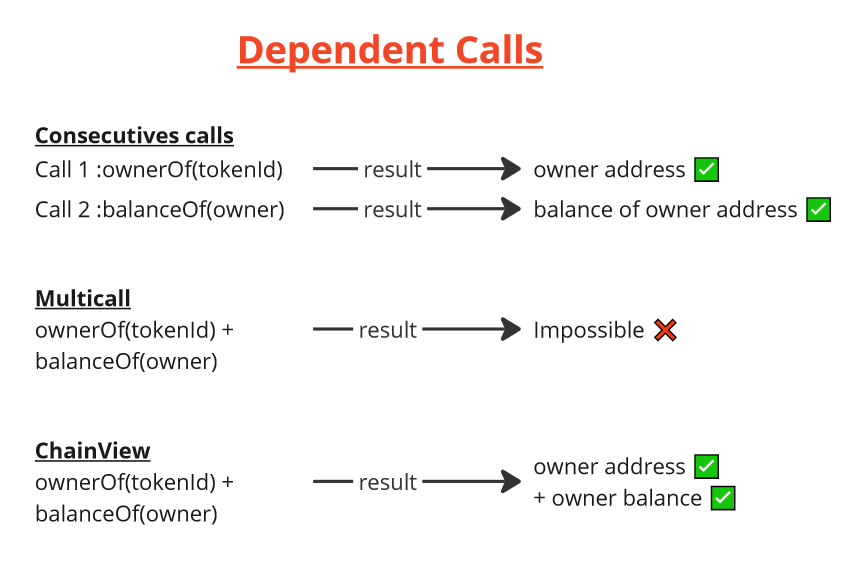 Dependent Calls
Consecutives calls
Call 1 :ownerOf(tokenId) result owner address
Call 2 :balanceOf(owner) result balance of owner address
Multicall
ownerOf(tokenId) + result Impossible
balanceOf(owner)
ChainView
owner address
ownerOf(tokenId) + result
+ owner balance
balanceOf(owner)